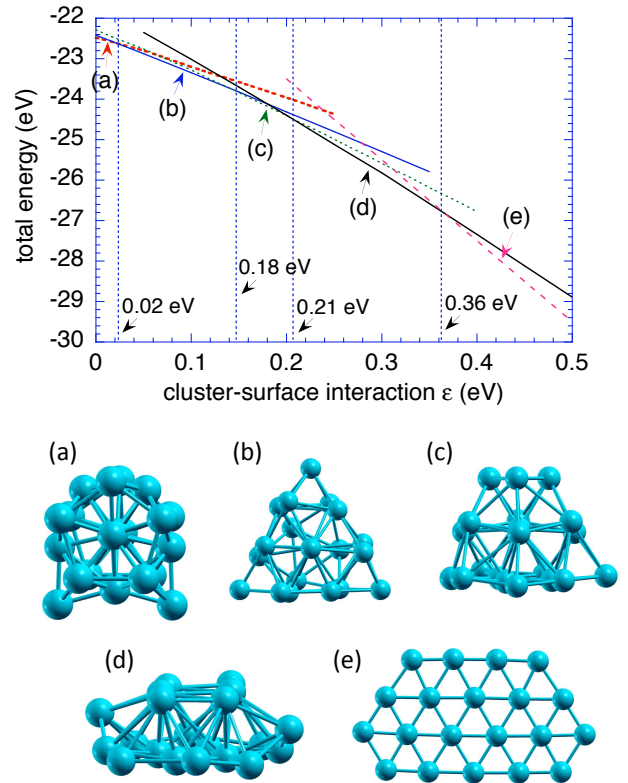 -22
-23
-24
-25
-26
-27
-28
-29
-30
total energy (eV)
(a)
(b)
(c)
(d)
(e)
0.02 eV
0.18 eV
0.21 eV
0.36 eV
0 0.1 0.2 0.3 0.4 0.5
cluster-surface interaction ε (eV)
(a) (b) (c)
(d) (e)